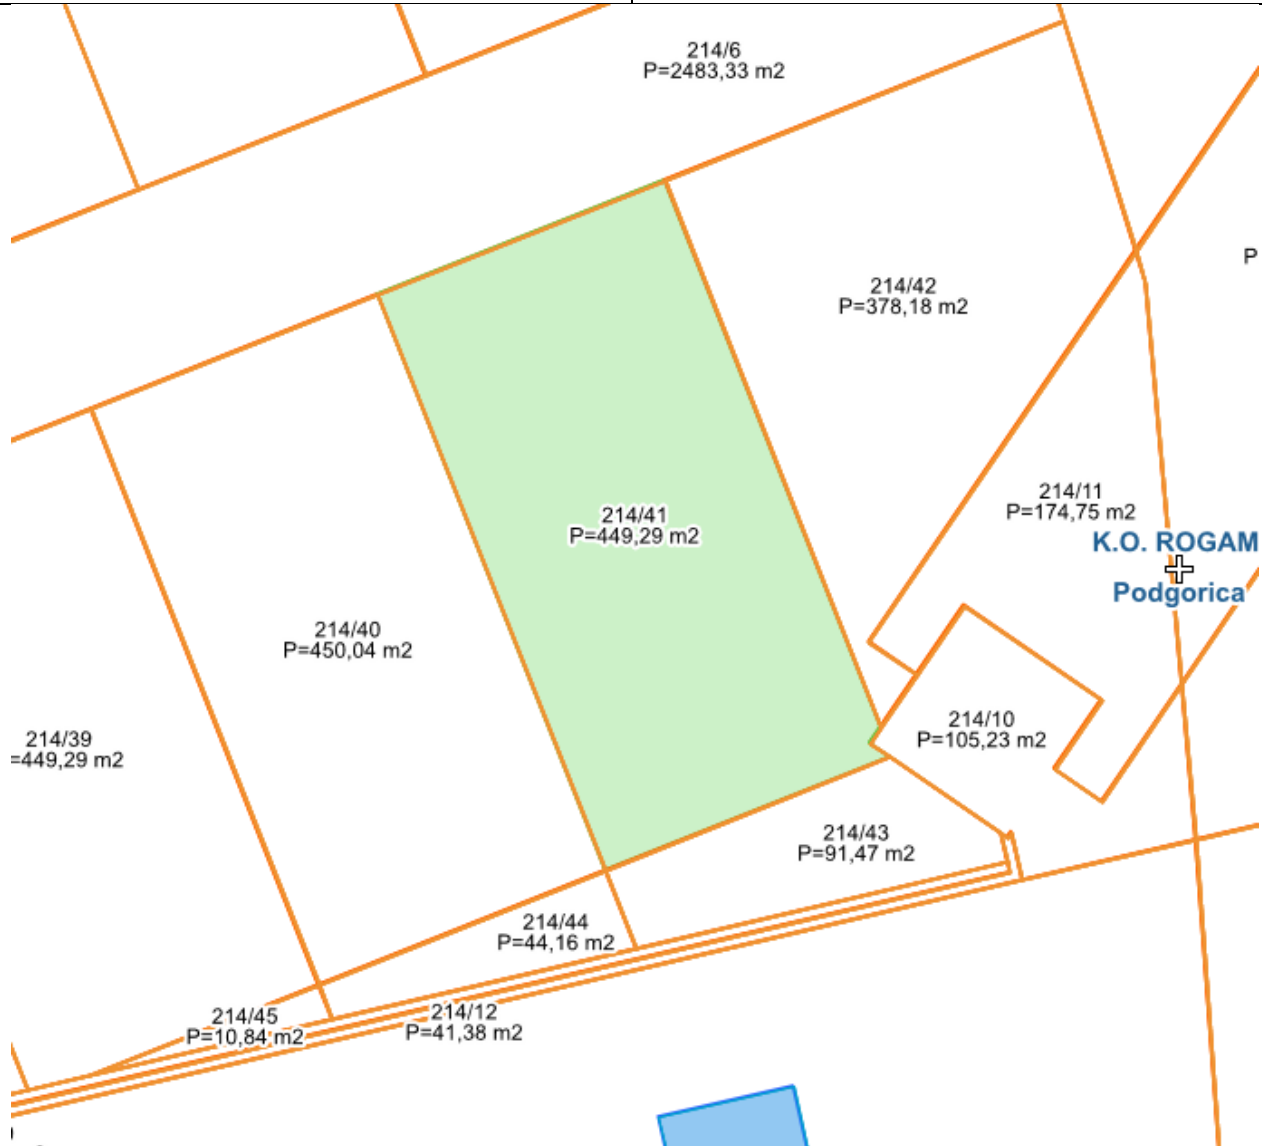 214/6
P=2483,33 m2
P
214/42
P=378,18 m2
214/11
P=174,75 m2
214/41
P=449,29 m2
K.O. ROGAM
Podgorica
214/40
P=450,04 m2
214/10
P=105,23 m2
214/39
=449,29 m2
214/43
P=91,47 m2
214/44
P=44,16 m2
214/45
P=10,84 m2
214/12
P=41,38 m2